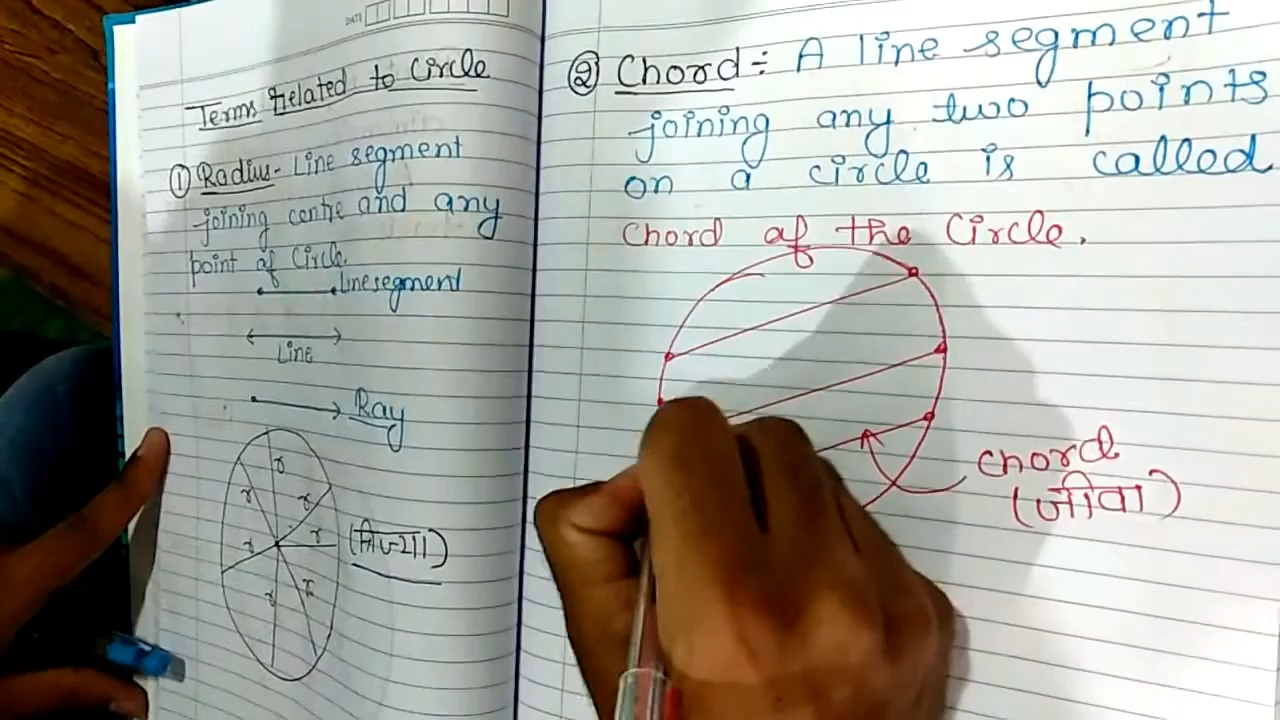 DATE
Terms Related to Circle
① Radius - Line segment
joining centre and any
point of Circle.
Line segment
Line
Ray
r
r
r
r
r
r
r
(त्रिज्या)
② Chord :- A line segment
joining any two points
on a circle is called
Chord of the Circle.
Chord
(जीवा)